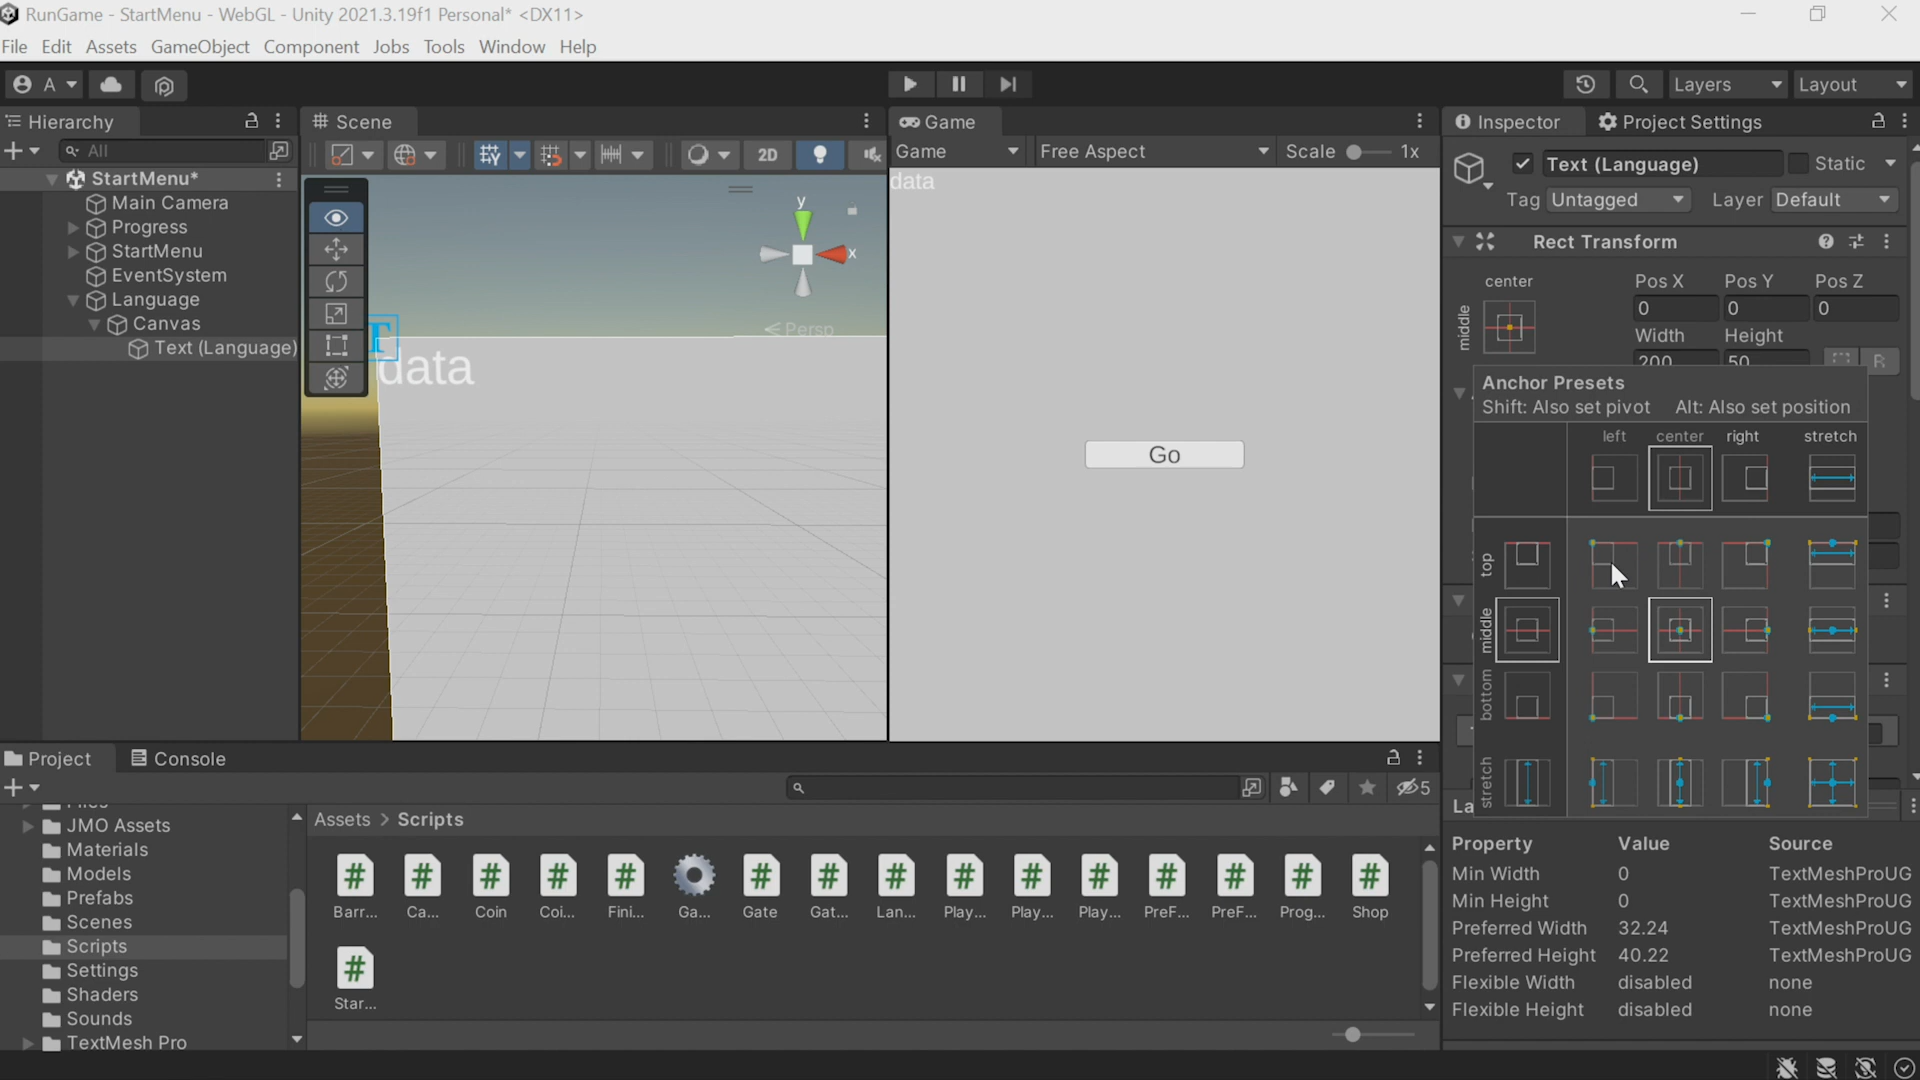 RunGame - StartMenu - WebGL - Unity 2021.3.19f1 Personal* <DX11>
File Edit Assets GameObject Component Jobs Tools Window Help
A Layers Layout
Hierarchy
All
StartMenu*
Main Camera
Progress
StartMenu
EventSystem
Language
Canvas
Text (Language)
Scene
2D
y
x
Persp
T
data
Game
Game Free Aspect Scale 1x
data
Go
Inspector Project Settings
Text (Language) Static
Tag Untagged Layer Default
Rect Transform
center Pos X Pos Y Pos Z
middle 0 0 0
Width Height
200 50 R
Anchor Presets
Shift: Also set pivot Alt: Also set position
left center right stretch
top
middle
bottom
stretch
Property Value Source
Min Width 0 TextMeshProUG
Min Height 0 TextMeshProUG
Preferred Width 32.24 TextMeshProUG
Preferred Height 40.22 TextMeshProUG
Flexible Width disabled none
Flexible Height disabled none
Project Console
5
JMO Assets
Materials
Models
Prefabs
Scenes
Scripts
Settings
Shaders
Sounds
TextMesh Pro
Assets > Scripts
# # # # # # # # # # # # # # #
Barr... Ca... Coin Coi... Fini... Ga... Gate Gat... Lan... Play... Play... Play... PreF... PreF... Prog... Shop
#
Star...